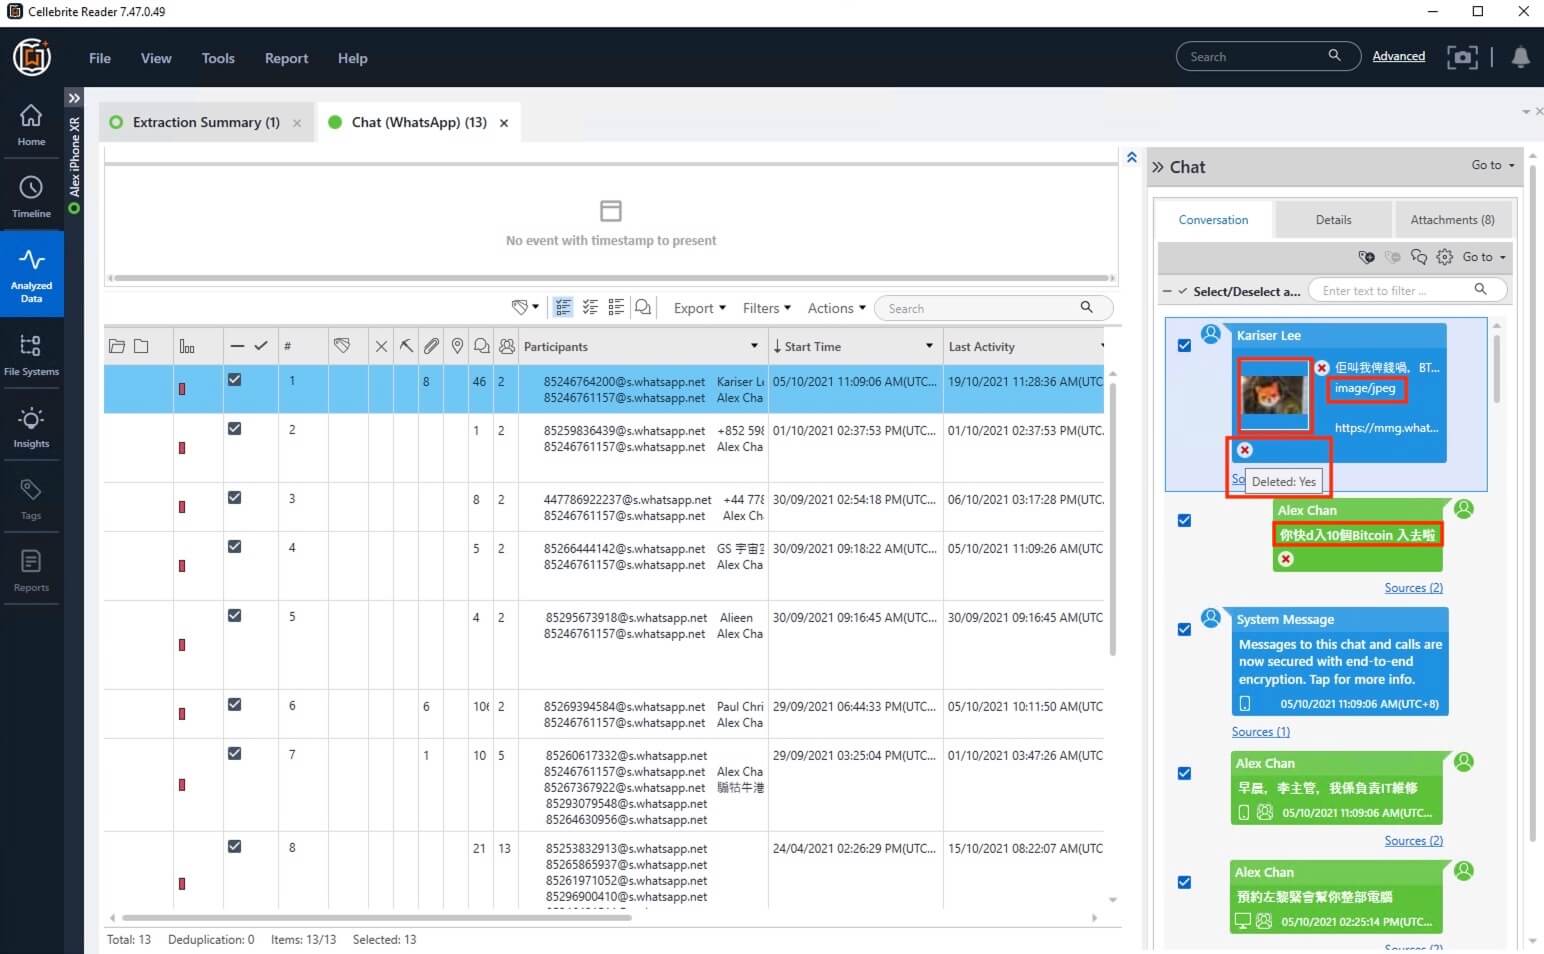 Cellebrite Reader 7.47.0.49
File View Tools Report Help
Search
Advanced
Home
Timeline
Analyzed
Data
File Systems
Insights
Tags
Reports
Alex iPhone XR
Extraction Summary (1)
Chat (WhatsApp) (13)
No event with timestamp to present
Export Filters Actions Search
# Participants Start Time Last Activity
1 8 46 2 85246764200@s.whatsapp.net Kariser Le 05/10/2021 11:09:06 AM(UTC... 19/10/2021 11:28:36 AM(UTC
85246761157@s.whatsapp.net Alex Cha
2 1 2 85259836439@s.whatsapp.net +852 598 01/10/2021 02:37:53 PM(UTC... 01/10/2021 02:37:53 PM(UTC.
85246761157@s.whatsapp.net Alex Cha
3 8 2 447786922237@s.whatsapp.net +44 778 30/09/2021 02:54:18 PM(UTC... 06/10/2021 03:17:28 PM(UTC
85246761157@s.whatsapp.net Alex Cha
4 5 2 85266444142@s.whatsapp.net GS 宇宙 30/09/2021 09:18:22 AM(UTC... 05/10/2021 11:09:26 AM(UTC
85246761157@s.whatsapp.net Alex Cha
5 4 2 85295673918@s.whatsapp.net Alieen 30/09/2021 09:16:45 AM(UTC... 30/09/2021 09:16:45 AM(UTC
85246761157@s.whatsapp.net Alex Cha
6 6 106 2 85269394584@s.whatsapp.net Paul Chri 29/09/2021 06:44:33 PM(UTC... 05/10/2021 10:11:50 AM(UTC
85246761157@s.whatsapp.net Alex Cha
7 1 10 5 85260617332@s.whatsapp.net 29/09/2021 03:25:04 PM(UTC... 01/10/2021 03:47:26 AM(UTC
85246761157@s.whatsapp.net Alex Cha
85267367922@s.whatsapp.net 騙牯牛港
85293079548@s.whatsapp.net
85264630956@s.whatsapp.net
8 21 13 85253832913@s.whatsapp.net 24/04/2021 02:26:29 PM(UTC... 15/10/2021 08:22:07 AM(UTC
85265865937@s.whatsapp.net
85261971052@s.whatsapp.net
85296900410@s.whatsapp.net
Total: 13 Deduplication: 0 Items: 13/13 Selected: 13
Chat Go to
Conversation Details Attachments (8)
Go to
Select/Deselect a... Enter text to filter ...
Kariser Lee
佢叫我俾錢喎, BT...
image/jpeg
https://mmg.what...
So
Deleted: Yes
Alex Chan
你快d入10個Bitcoin 入去啦
Sources (2)
System Message
Messages to this chat and calls are
now secured with end-to-end
encryption. Tap for more info.
05/10/2021 11:09:06 AM(UTC+8)
Sources (1)
Alex Chan
早晨, 李主管, 我係負責IT維修
05/10/2021 11:09:06 AM(UTC...
Sources (2)
Alex Chan
預約左黎緊會幫你整部電腦
05/10/2021 02:25:14 PM(UTC...
Sources (2)